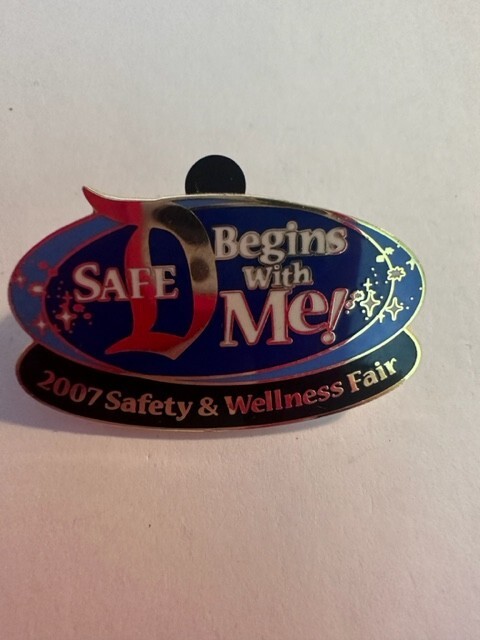 SAFE D Begins
With
Me!
2007 Safety & Wellness Fair